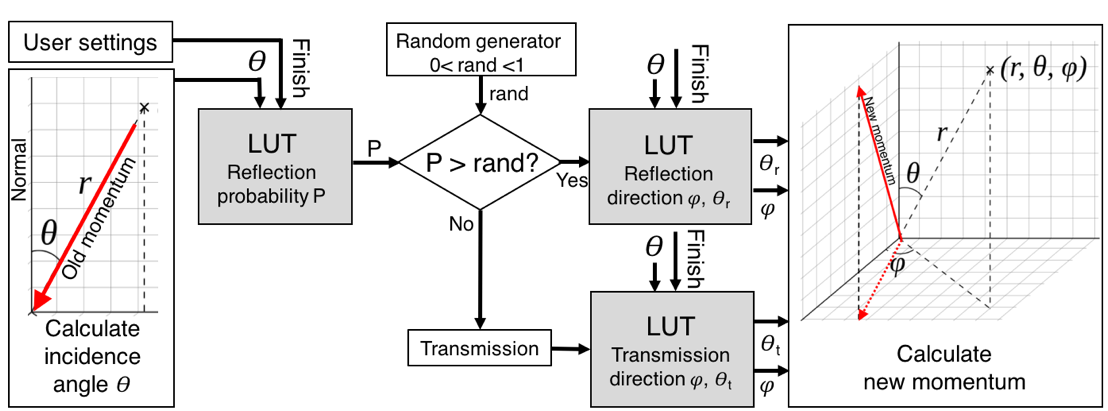 User settings
θ
Finish
Normal
r
θ
Old momentum
Calculate
incidence
angle θ
LUT
Reflection
probability P
P
Random generator
0< rand <1
rand
P > rand?
Yes
No
Transmission
θ
Finish
LUT
Reflection
direction φ, θr
θr
φ
θ
Finish
LUT
Transmission
direction φ, θt
θt
φ
(r, θ, φ)
New momentum
r
θ
φ
Calculate
new momentum